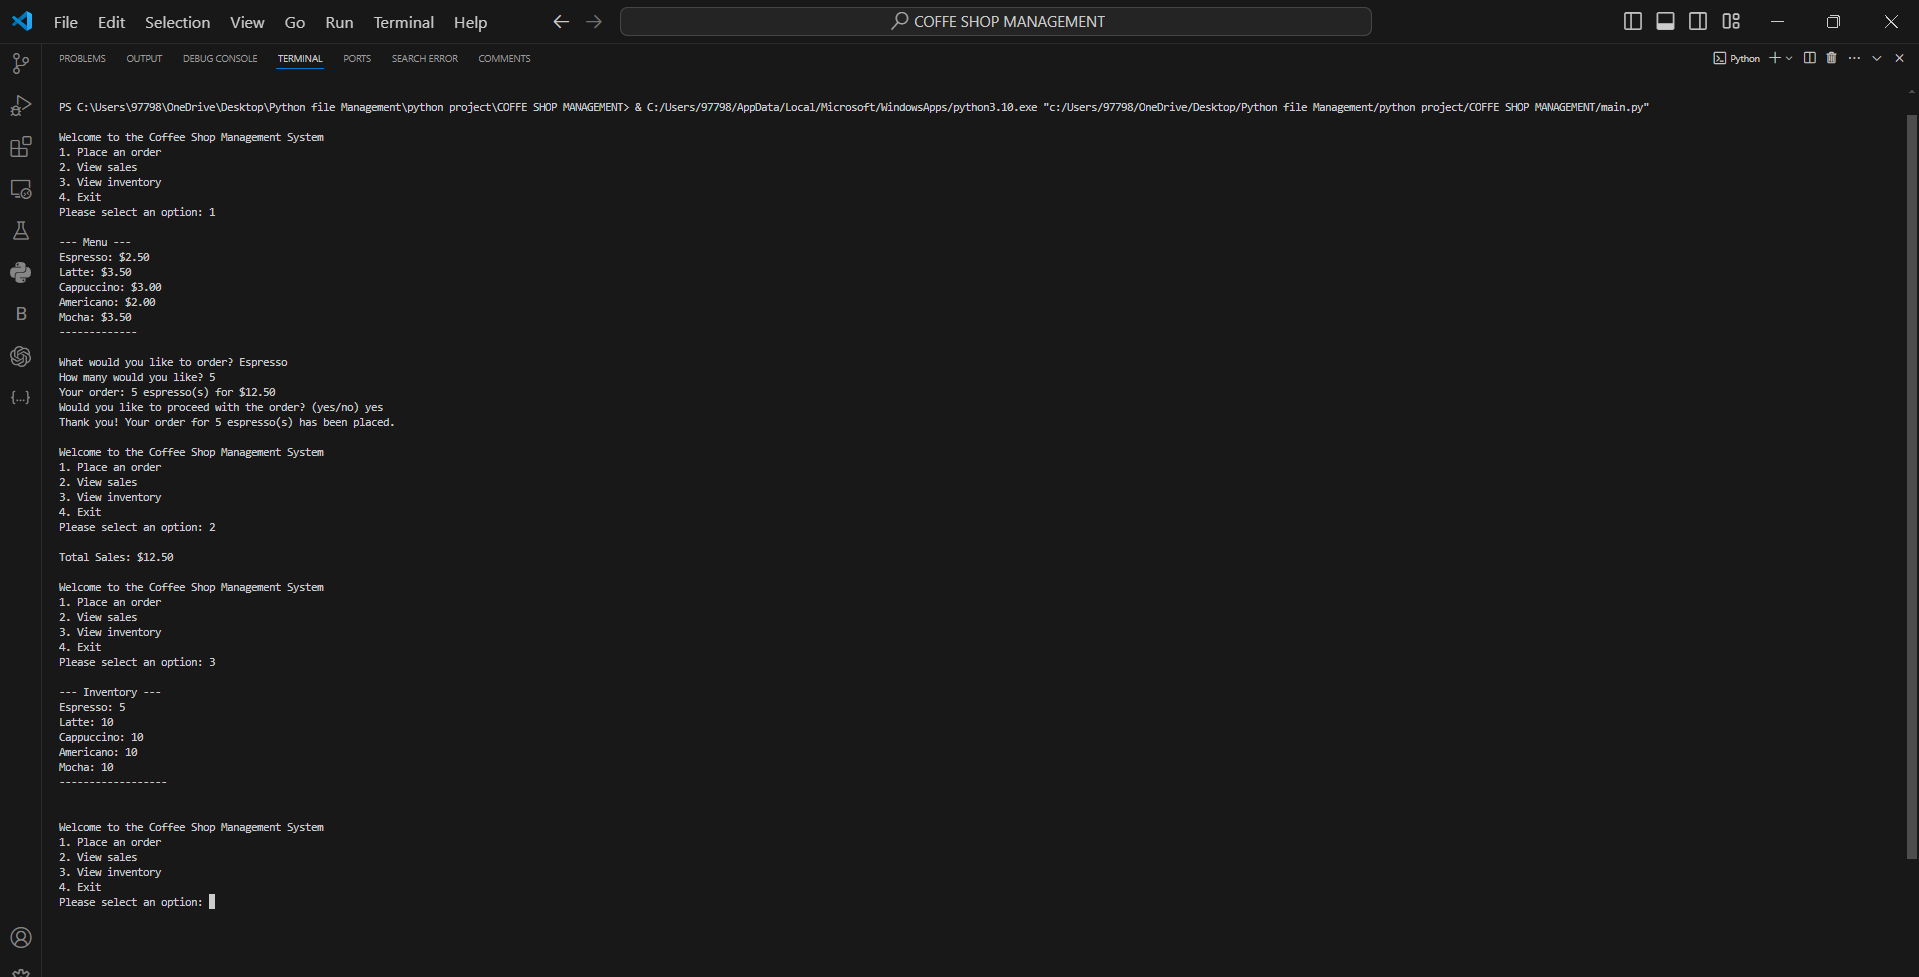 File Edit Selection View Go Run Terminal Help COFFE SHOP MANAGEMENT
PROBLEMS OUTPUT DEBUG CONSOLE TERMINAL PORTS SEARCH ERROR COMMENTS Python
PS C:\Users\97798\OneDrive\Desktop\Python file Management\python project\COFFE SHOP MANAGEMENT> & C:/Users/97798/AppData/Local/Microsoft/WindowsApps/python3.10.exe "c:/Users/97798/OneDrive/Desktop/Python file Management/python project/COFFE SHOP MANAGEMENT/main.py"
Welcome to the Coffee Shop Management System
1. Place an order
2. View sales
3. View inventory
4. Exit
Please select an option: 1
--- Menu ---
Espresso: $2.50
Latte: $3.50
Cappuccino: $3.00
Americano: $2.00
Mocha: $3.50
-------------
What would you like to order? Espresso
How many would you like? 5
Your order: 5 espresso(s) for $12.50
Would you like to proceed with the order? (yes/no) yes
Thank you! Your order for 5 espresso(s) has been placed.
Welcome to the Coffee Shop Management System
1. Place an order
2. View sales
3. View inventory
4. Exit
Please select an option: 2
Total Sales: $12.50
Welcome to the Coffee Shop Management System
1. Place an order
2. View sales
3. View inventory
4. Exit
Please select an option: 3
--- Inventory ---
Espresso: 5
Latte: 10
Cappuccino: 10
Americano: 10
Mocha: 10
------------------
Welcome to the Coffee Shop Management System
1. Place an order
2. View sales
3. View inventory
4. Exit
Please select an option:
B
{...}